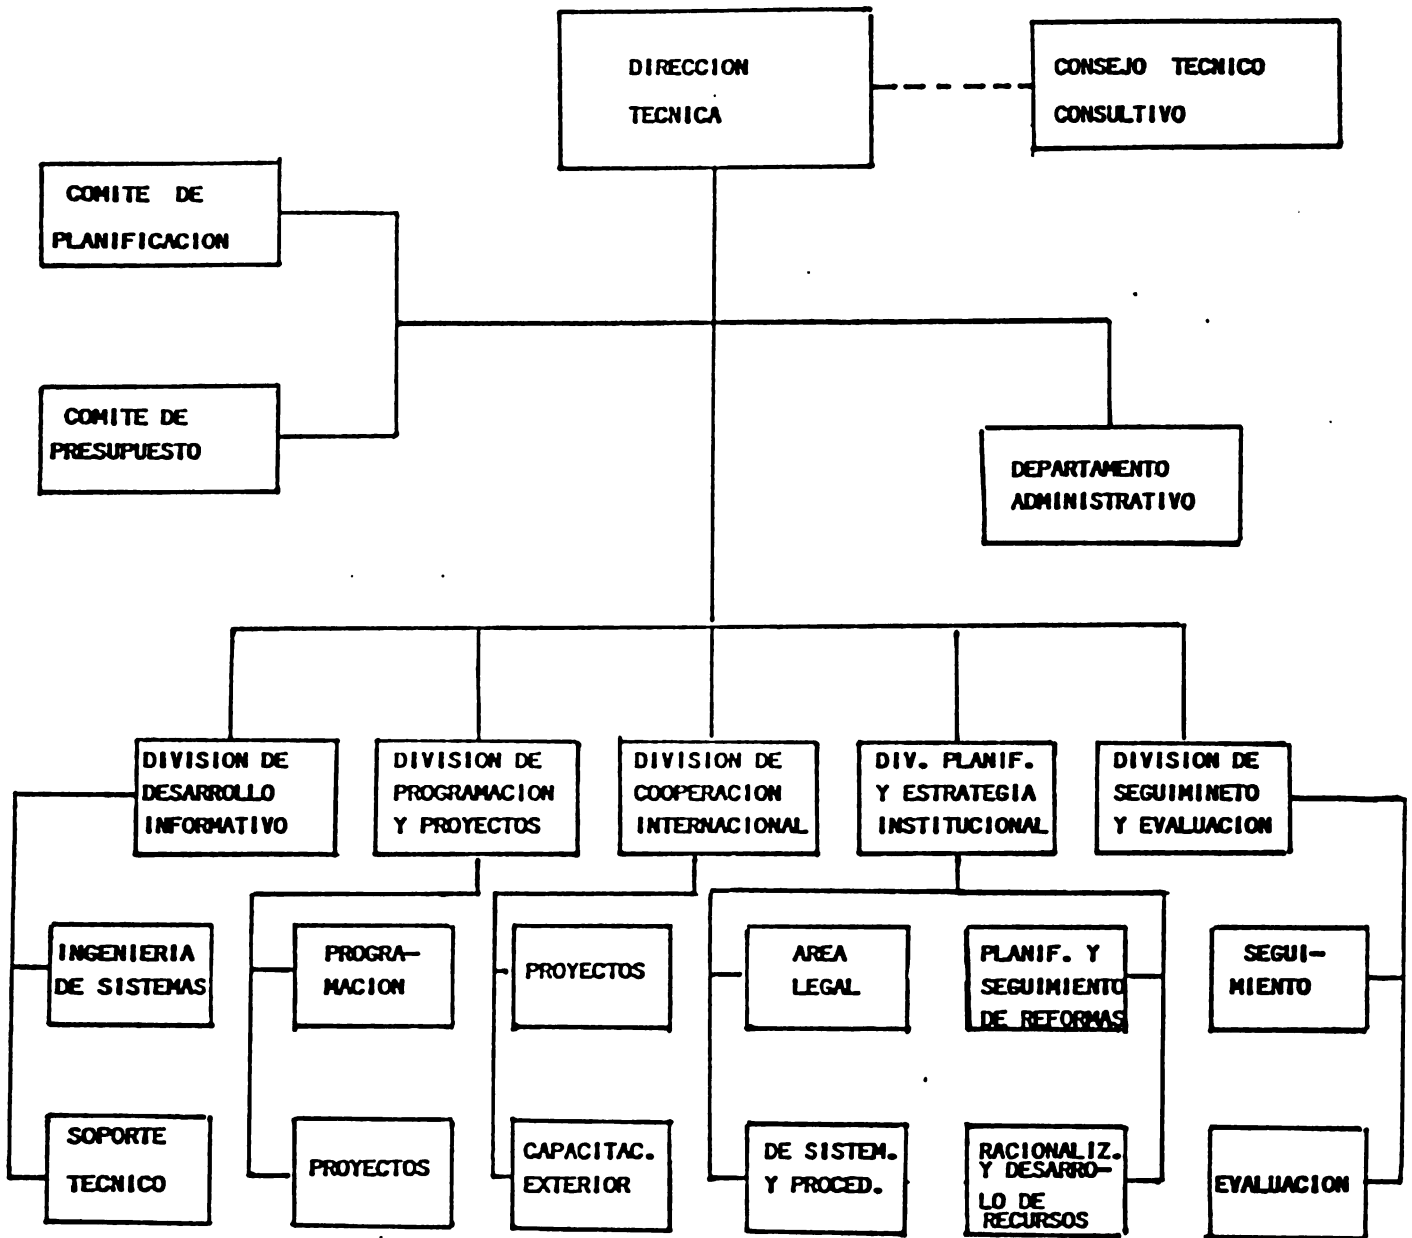 DIRECCION
TECNICA
CONSEJO TECNICO
CONSULTIVO
COMITE DE
PLANIFICACION
COMITE DE
PRESUPUESTO
DEPARTAMENTO
ADMINISTRATIVO
DIVISION DE
DESARROLLO
INFORMATIVO
DIVISION DE
PROGRAMACION
Y PROYECTOS
DIVISION DE
COOPERACION
INTERNACIONAL
DIV. PLANIF.
Y ESTRATEGIA
INSTITUCIONAL
DIVISION DE
SEGUIMINETO
Y EVALUACION
INGENIERIA
DE SISTEMAS
PROGRA-
MACION
PROYECTOS
AREA
LEGAL
PLANIF. Y
SEGUIMIENTO
DE REFORMAS
SEGUI-
MIENTO
SOPORTE
TECNICO
PROYECTOS
CAPACITAC.
EXTERIOR
DE SISTEM.
Y PROCED.
RACIONALIZ.
Y DESARRO-
LO DE
RECURSOS
EVALUACION